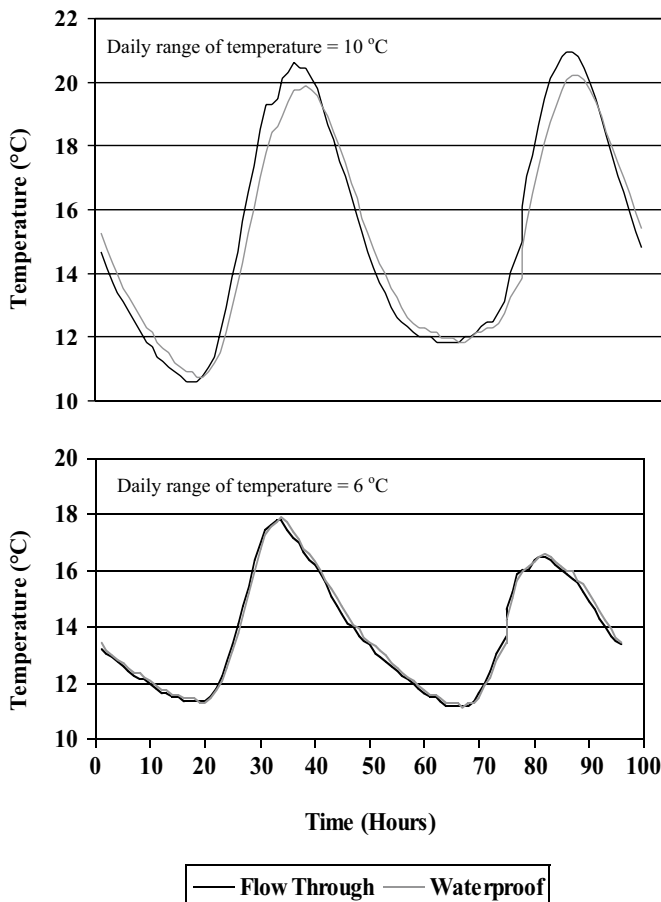 22
Daily range of temperature = 10 °C
20
18
16
14
12
10
Temperature (°C)
20
Daily range of temperature = 6 °C
18
16
14
12
10
Temperature (°C)
0 10 20 30 40 50 60 70 80 90 100
Time (Hours)
Flow Through Waterproof